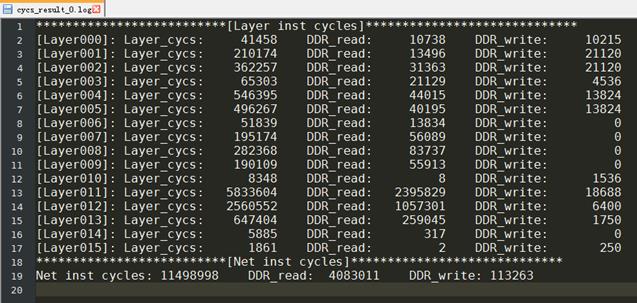 cycs_result_0.log
1 **************************[Layer inst cycles]*****************************
2 [Layer000]: Layer_cycs: 41458 DDR_read: 10738 DDR_write: 10215
3 [Layer001]: Layer_cycs: 210174 DDR_read: 13496 DDR_write: 21120
4 [Layer002]: Layer_cycs: 362257 DDR_read: 31363 DDR_write: 21120
5 [Layer003]: Layer_cycs: 65303 DDR_read: 21129 DDR_write: 4536
6 [Layer004]: Layer_cycs: 546395 DDR_read: 44015 DDR_write: 13824
7 [Layer005]: Layer_cycs: 496267 DDR_read: 40195 DDR_write: 13824
8 [Layer006]: Layer_cycs: 51839 DDR_read: 13834 DDR_write: 0
9 [Layer007]: Layer_cycs: 195174 DDR_read: 56089 DDR_write: 0
10 [Layer008]: Layer_cycs: 282368 DDR_read: 83737 DDR_write: 0
11 [Layer009]: Layer_cycs: 190109 DDR_read: 55913 DDR_write: 0
12 [Layer010]: Layer_cycs: 8348 DDR_read: 8 DDR_write: 1536
13 [Layer011]: Layer_cycs: 5833604 DDR_read: 2395829 DDR_write: 18688
14 [Layer012]: Layer_cycs: 2560552 DDR_read: 1057301 DDR_write: 6400
15 [Layer013]: Layer_cycs: 647404 DDR_read: 259045 DDR_write: 1750
16 [Layer014]: Layer_cycs: 5885 DDR_read: 317 DDR_write: 0
17 [Layer015]: Layer_cycs: 1861 DDR_read: 2 DDR_write: 250
18 **************************[Net inst cycles]*****************************
19 Net inst cycles: 11498998 DDR_read: 4083011 DDR_write: 113263
20